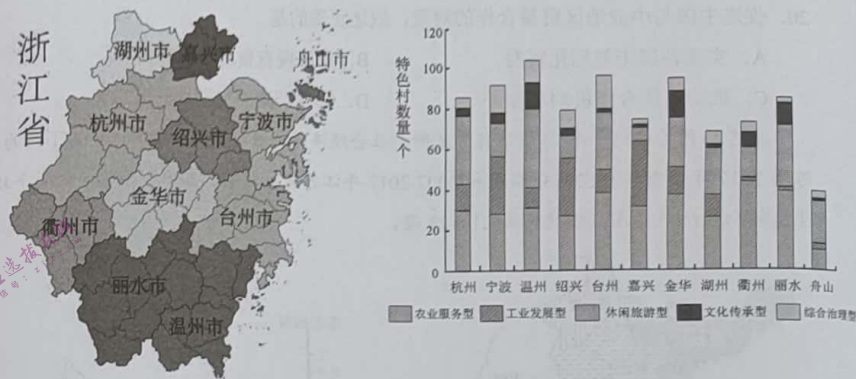 浙江省
湖州市
嘉兴市
舟山市
杭州市
绍兴市
宁波市
金华市
衢州市
台州市
丽水市
温州市
特色村数量/个
120
100
80
60
40
20
0
杭州 宁波 温州 绍兴 台州 嘉兴 金华 湖州 衢州 丽水 舟山
农业服务型 工业发展型 休闲旅游型 文化传承型 综合治理型